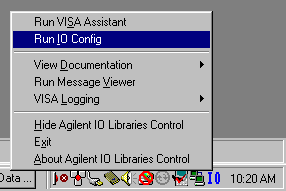 Run VISA Assistant
Run IO Config
View Documentation
Run Message Viewer
VISA Logging
Hide Agilent IO Libraries Control
Exit
About Agilent IO Libraries Control
Data ...
IO
10:20 AM